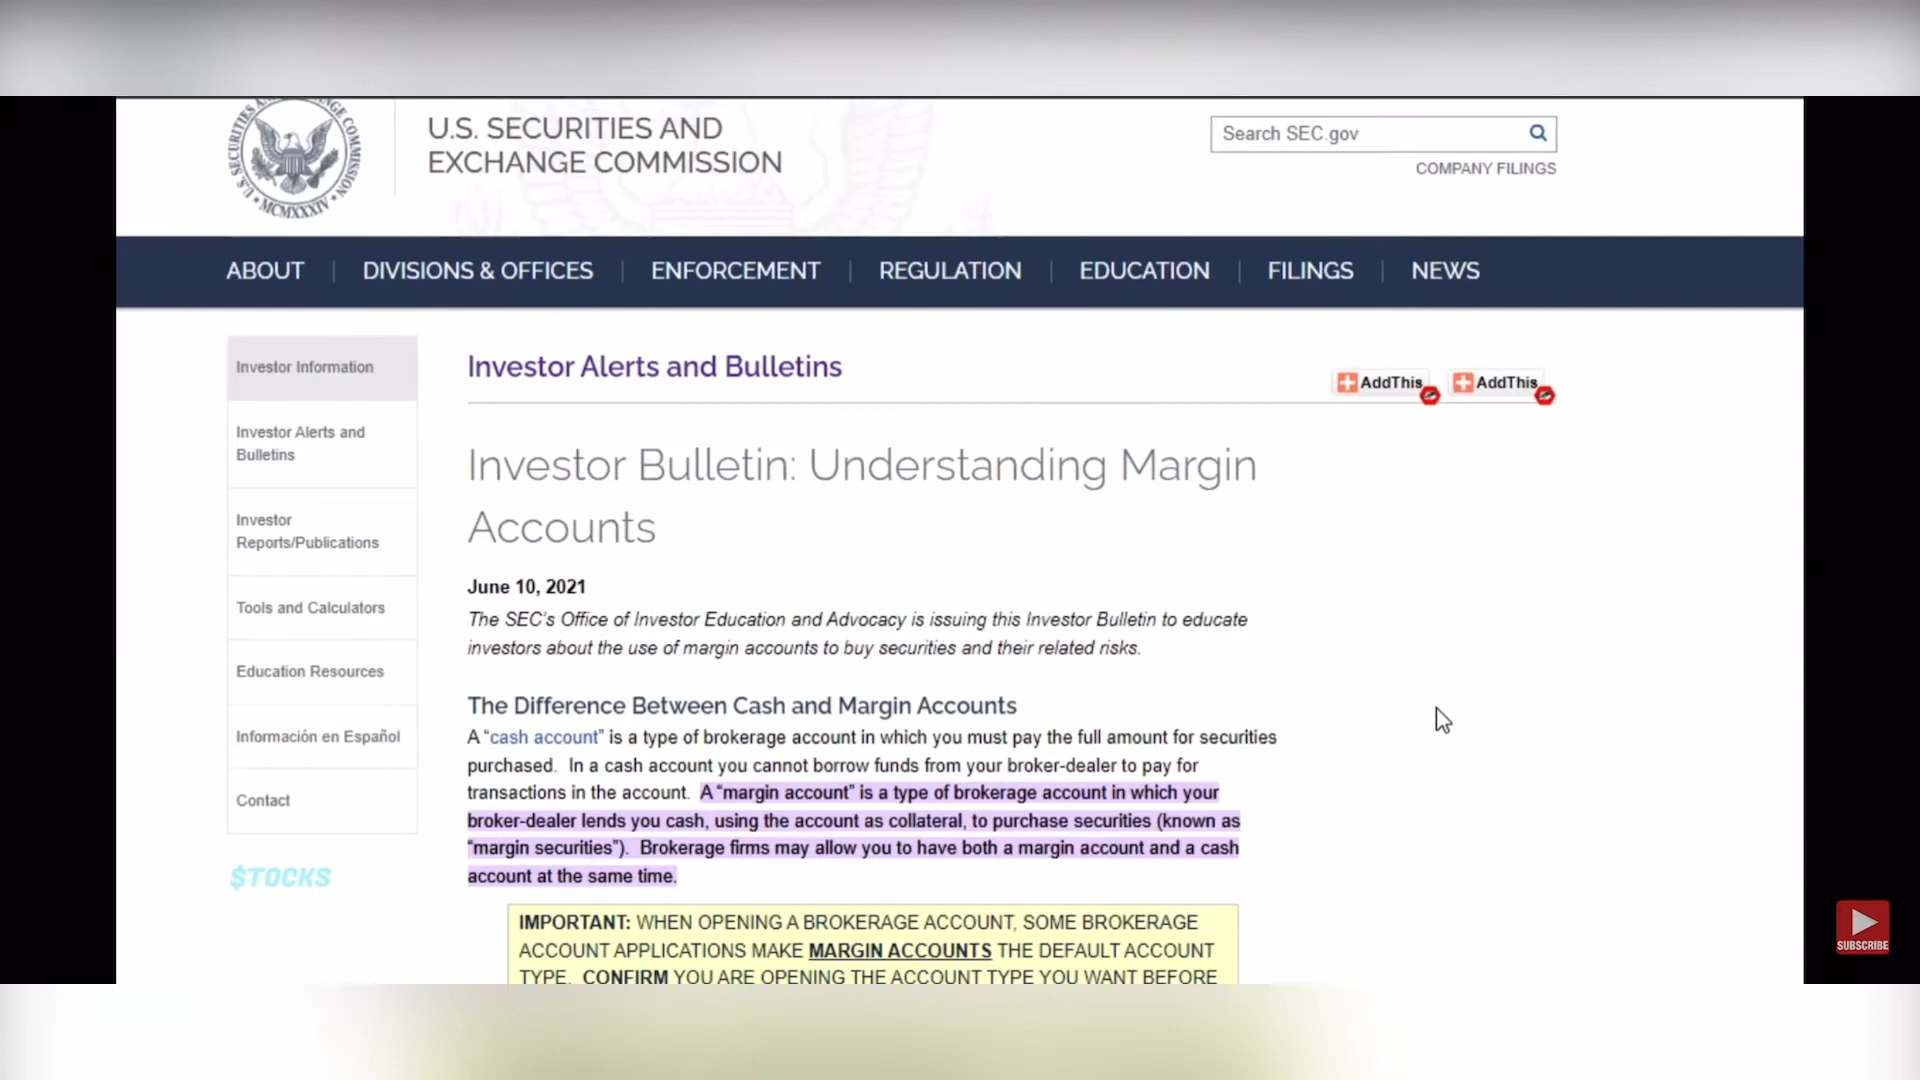 U.S. SECURITIES AND EXCHANGE COMMISSION
MCMXXXIV
U.S. SECURITIES AND
EXCHANGE COMMISSION
Search SEC.gov
COMPANY FILINGS
ABOUT
DIVISIONS & OFFICES
ENFORCEMENT
REGULATION
EDUCATION
FILINGS
NEWS
Investor Information
Investor Alerts and
Bulletins
Investor
Reports/Publications
Tools and Calculators
Education Resources
Información en Español
Contact
$TOCKS
Investor Alerts and Bulletins
AddThis
AddThis
Investor Bulletin: Understanding Margin
Accounts
June 10, 2021
The SEC's Office of Investor Education and Advocacy is issuing this Investor Bulletin to educate
investors about the use of margin accounts to buy securities and their related risks.
The Difference Between Cash and Margin Accounts
A “cash account” is a type of brokerage account in which you must pay the full amount for securities
purchased. In a cash account you cannot borrow funds from your broker-dealer to pay for
transactions in the account. A “margin account” is a type of brokerage account in which your
broker-dealer lends you cash, using the account as collateral, to purchase securities (known as
“margin securities”). Brokerage firms may allow you to have both a margin account and a cash
account at the same time.
IMPORTANT: WHEN OPENING A BROKERAGE ACCOUNT, SOME BROKERAGE
ACCOUNT APPLICATIONS MAKE MARGIN ACCOUNTS THE DEFAULT ACCOUNT
TYPE. CONFIRM YOU ARE OPENING THE ACCOUNT TYPE YOU WANT BEFORE
SUBSCRIBE